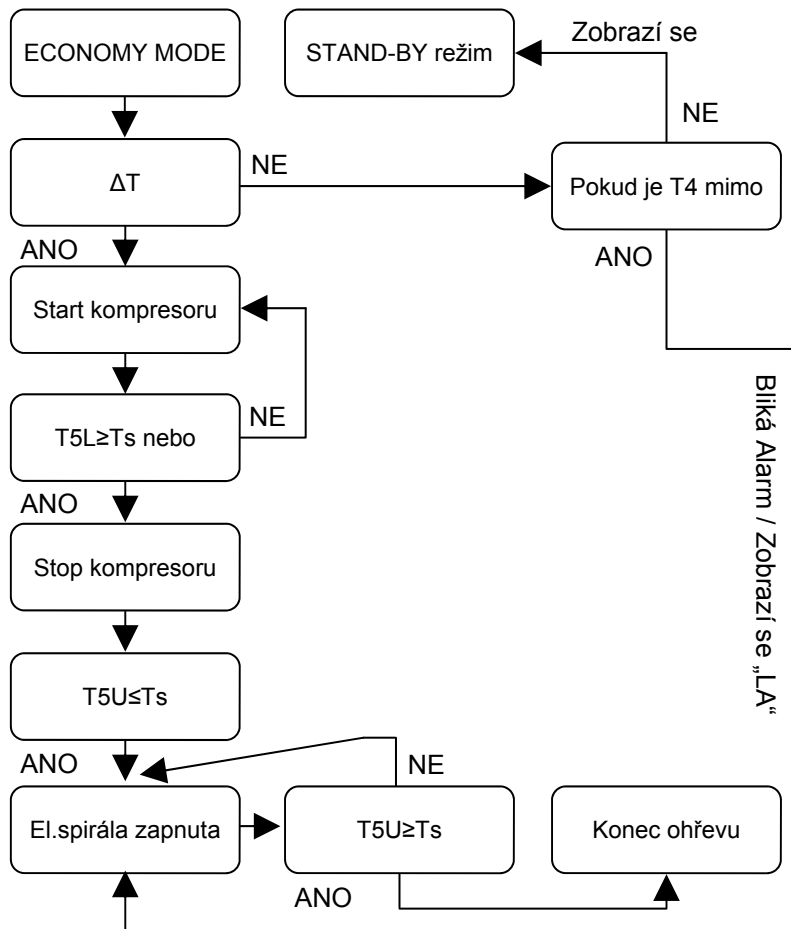 ECONOMY MODE
STAND-BY režim
Zobrazí se
ΔT
NE
Pokud je T4 mimo
NE
ANO
ANO
Start kompresoru
T5L≥Ts nebo
NE
ANO
Stop kompresoru
T5U≤Ts
ANO
El.spirála zapnuta
T5U≥Ts
NE
ANO
Konec ohřevu
Bliká Alarm / Zobrazí se „LA“